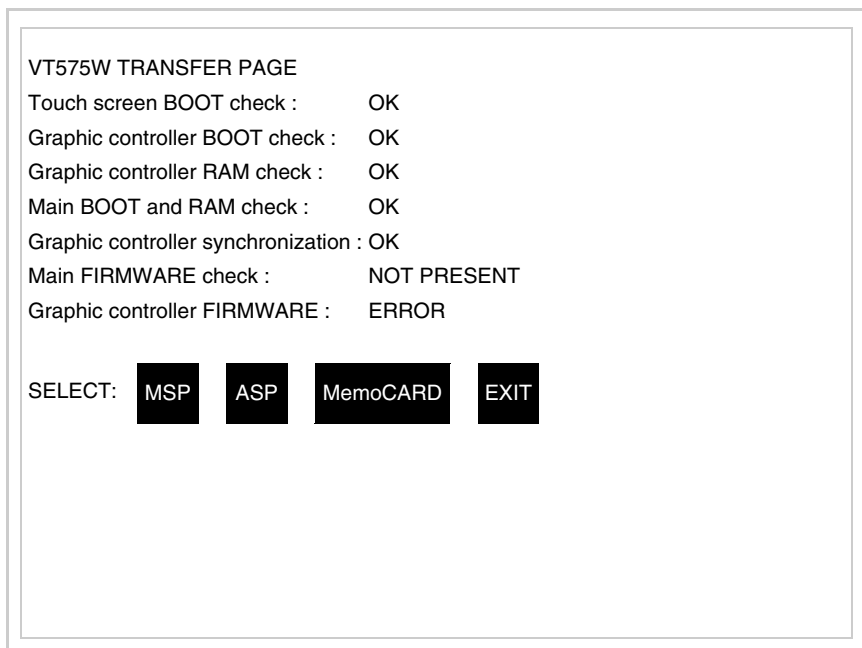 VT575W TRANSFER PAGE
Touch screen BOOT check : OK
Graphic controller BOOT check : OK
Graphic controller RAM check : OK
Main BOOT and RAM check : OK
Graphic controller synchronization : OK
Main FIRMWARE check : NOT PRESENT
Graphic controller FIRMWARE : ERROR
SELECT: MSP ASP MemoCARD EXIT